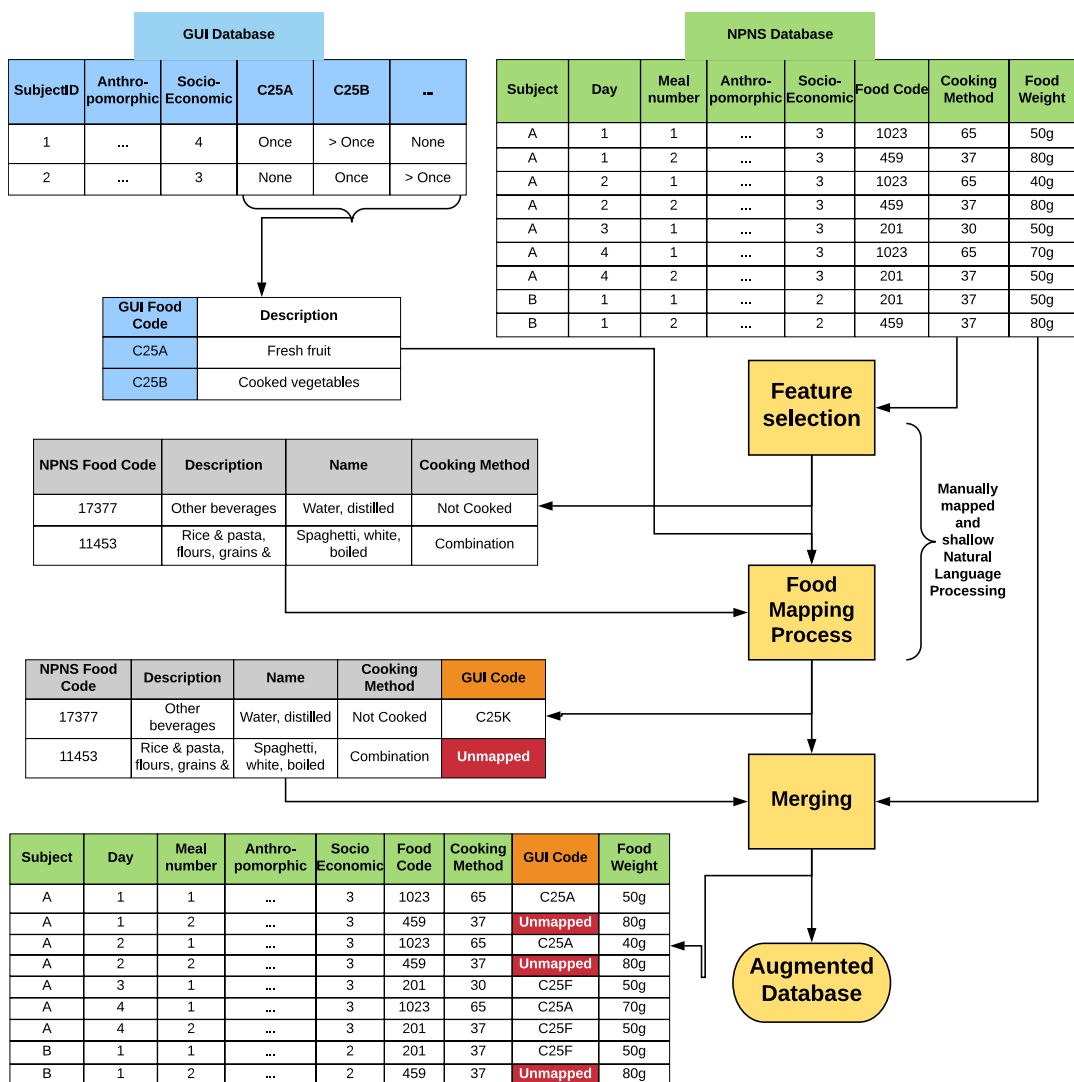 GUI Database
SubjectID Anthro-pomorphic Socio-Economic C25A C25B ...
1 ... 4 Once > Once None
2 ... 3 None Once > Once
NPNS Database
Subject Day Meal number Anthro-pomorphic Socio-Economic Food Code Cooking Method Food Weight
A 1 1 ... 3 1023 65 50g
A 1 2 ... 3 459 37 80g
A 2 1 ... 3 1023 65 40g
A 2 2 ... 3 459 37 80g
A 3 1 ... 3 201 30 50g
A 4 1 ... 3 1023 65 70g
A 4 2 ... 3 201 37 50g
B 1 1 ... 2 201 37 50g
B 1 2 ... 2 459 37 80g
GUI Food Code Description
C25A Fresh fruit
C25B Cooked vegetables
Feature
selection
NPNS Food Code Description Name Cooking Method
17377 Other beverages Water, distilled Not Cooked
11453 Rice & pasta, flours, grains & Spaghetti, white, boiled Combination
Manually
mapped
and
shallow
Natural
Language
Processing
Food
Mapping
Process
NPNS Food Code Description Name Cooking Method GUI Code
17377 Other beverages Water, distilled Not Cooked C25K
11453 Rice & pasta, flours, grains & Spaghetti, white, boiled Combination Unmapped
Merging
Subject Day Meal number Anthro-pomorphic Socio Economic Food Code Cooking Method GUI Code Food Weight
A 1 1 ... 3 1023 65 C25A 50g
A 1 2 ... 3 459 37 Unmapped 80g
A 2 1 ... 3 1023 65 C25A 40g
A 2 2 ... 3 459 37 Unmapped 80g
A 3 1 ... 3 201 30 C25F 50g
A 4 1 ... 3 1023 65 C25A 70g
A 4 2 ... 3 201 37 C25F 50g
B 1 1 ... 2 201 37 C25F 50g
B 1 2 ... 2 459 37 Unmapped 80g
Augmented
Database